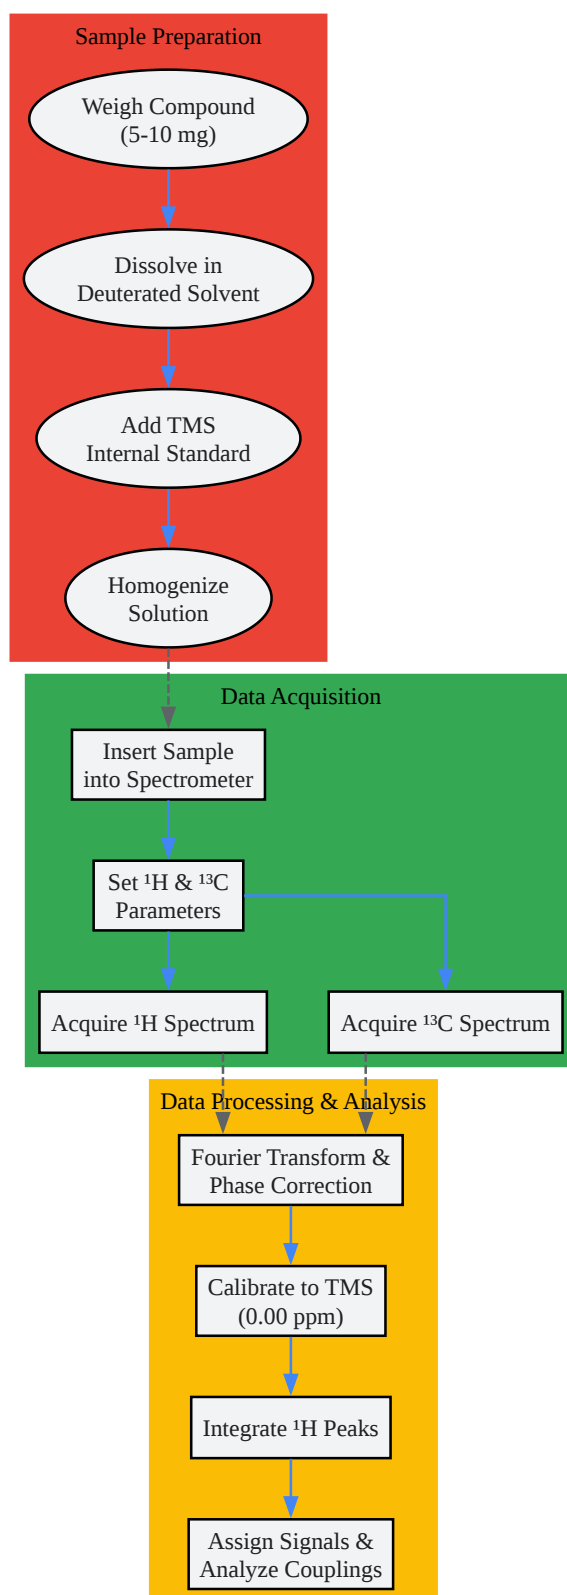 Sample Preparation
Weigh Compound
(5-10 mg)
Dissolve in
Deuterated Solvent
Add TMS
Internal Standard
Homogenize
Solution
Data Acquisition
Insert Sample
into Spectrometer
Set ¹H & ¹³C
Parameters
Acquire ¹H Spectrum
Acquire ¹³C Spectrum
Data Processing & Analysis
Fourier Transform &
Phase Correction
Calibrate to TMS
(0.00 ppm)
Integrate ¹H Peaks
Assign Signals &
Analyze Couplings